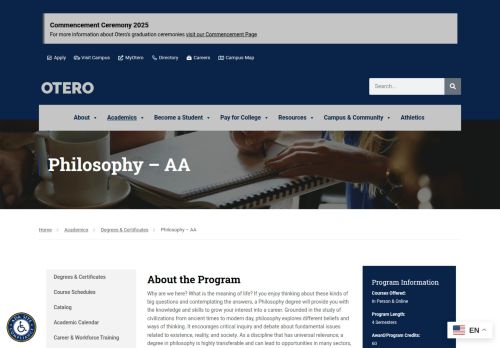 Commencement Ceremony 2025
For more information about Otero's graduation ceremonies visit our Commencement Page
Apply
Visit Campus
MyOtero
Directory
Careers
Campus Map
OTERO
Search...
About
Academics
Become a Student
Pay for College
Resources
Campus & Community
Athletics
Philosophy – AA
Home
Academics
Degrees & Certificates
Philosophy – AA
Degrees & Certificates
Course Schedules
Catalog
Academic Calendar
Career & Workforce Training
About the Program
Why are we here? What is the meaning of life? If you enjoy thinking about these kinds of
big questions and contemplating the answers, a Philosophy degree will provide you with
the knowledge and skills to grow your interest into a career. Grounded in the study of
civilizations from ancient times to modern day, philosophy explores different beliefs and
ways of thinking. It encourages critical inquiry and debate about fundamental issues
related to existence, reality, and society. As a discipline that has universal relevance, a
degree in philosophy is highly transferable and can lead to opportunities in many sectors,
Program Information
Courses Offered:
In Person & Online
Program Length:
4 Semesters
Award/Program Credits:
60
EN